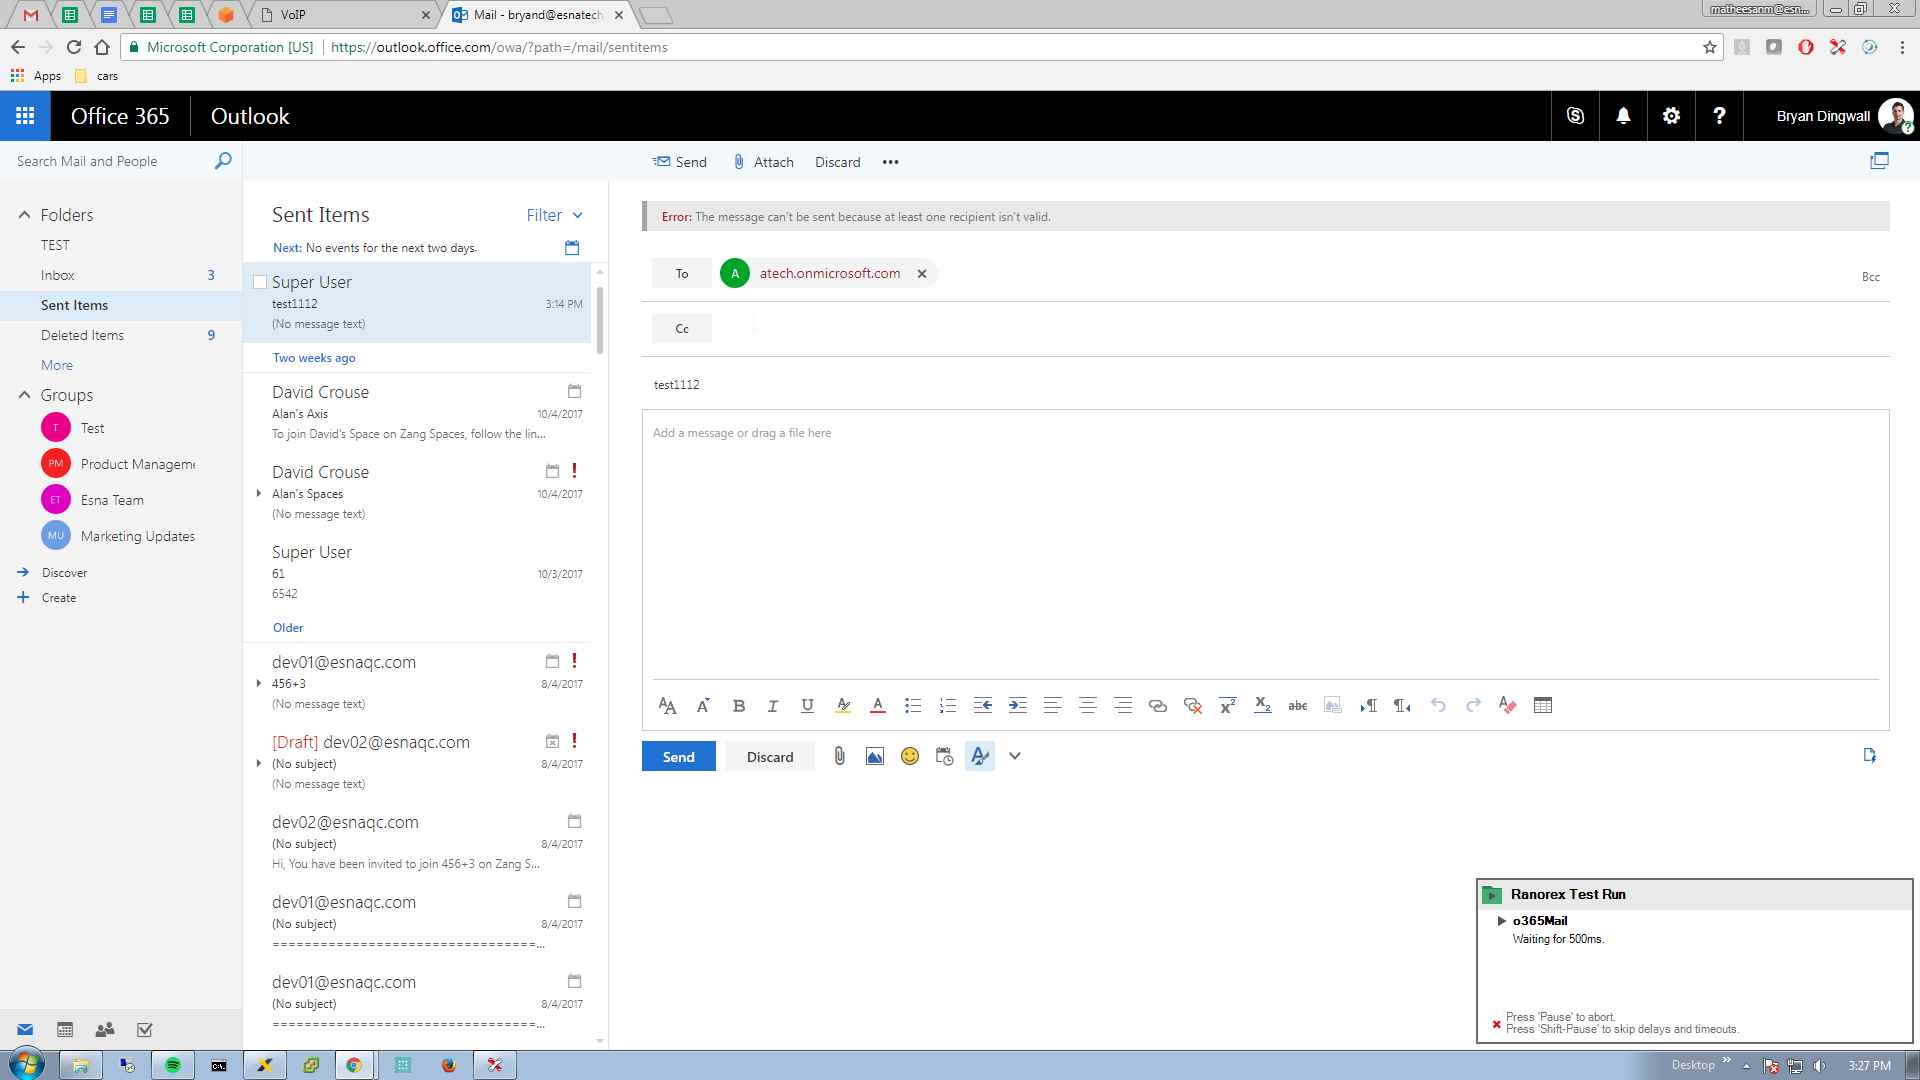 VoIP
Mail - bryand@esnatech
matheesanm@esn...
Microsoft Corporation [US]
https://outlook.office.com/owa/?path=/mail/sentitems
Apps
cars
Office 365
Outlook
Bryan Dingwall
Search Mail and People
Send
Attach
Discard
Folders
TEST
Inbox 3
Sent Items
Deleted Items 9
More
Groups
T Test
PM Product Manageme
ET Esna Team
MU Marketing Updates
Discover
Create
Sent Items
Filter
Next: No events for the next two days.
Super User
test1112 3:14 PM
(No message text)
Two weeks ago
David Crouse
Alan's Axis 10/4/2017
To join David's Space on Zang Spaces, follow the lin...
David Crouse
Alan's Spaces 10/4/2017
(No message text)
Super User
61 10/3/2017
6542
Older
dev01@esnaqc.com
456+3 8/4/2017
(No message text)
[Draft] dev02@esnaqc.com
(No subject) 8/4/2017
(No message text)
dev02@esnaqc.com
(No subject) 8/4/2017
Hi, You have been invited to join 456+3 on Zang S...
dev01@esnaqc.com
(No subject) 8/4/2017
=================================...
dev01@esnaqc.com
(No subject) 8/4/2017
=================================...
Error: The message can't be sent because at least one recipient isn't valid.
To A atech.onmicrosoft.com
Bcc
Cc
test1112
Add a message or drag a file here
Send
Discard
Ranorex Test Run
o365Mail
Waiting for 500ms.
Press 'Pause' to abort.
Press 'Shift-Pause' to skip delays and timeouts.
Desktop
3:27 PM